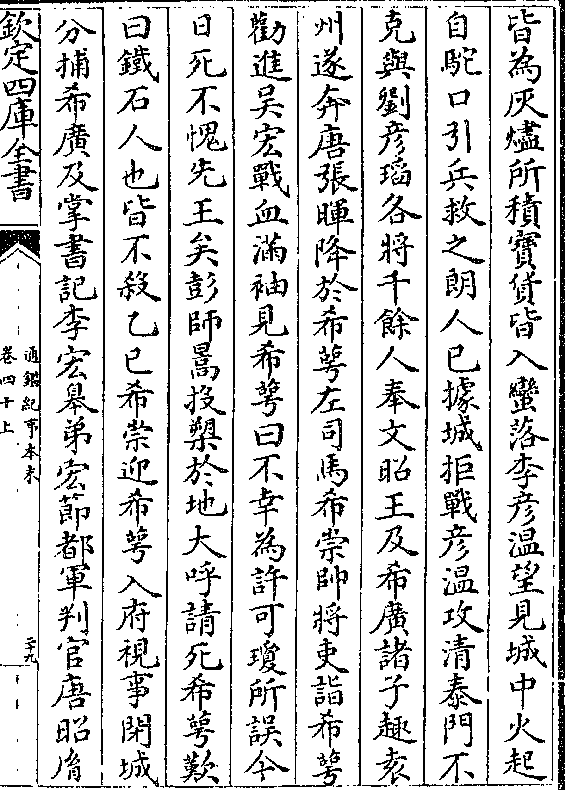 皆為灰燼所積寳貨皆入蠻落李彦温望見城中火起
自駝口引兵救之朗人已據城拒戰彦温攻清泰門不
克與劉彦瑫各將千餘人奉文昭王及希廣諸子趣袁
州遂奔唐張暉降於希萼左司馬希崇帥將吏詣希萼
勸進吴宏戰血滿袖見希萼曰不幸為許可瓊所誤今
日死不愧先王矣彭師暠投槊於地大呼請死希萼歎
曰鐵石人也皆不殺乙巳希崇迎希萼入府視事閉城
分捕希廣及掌書記李宏臯弟宏節都軍判官唐昭胤
欽定四庫全書
通鑑紀事本末
卷四十上
二十九